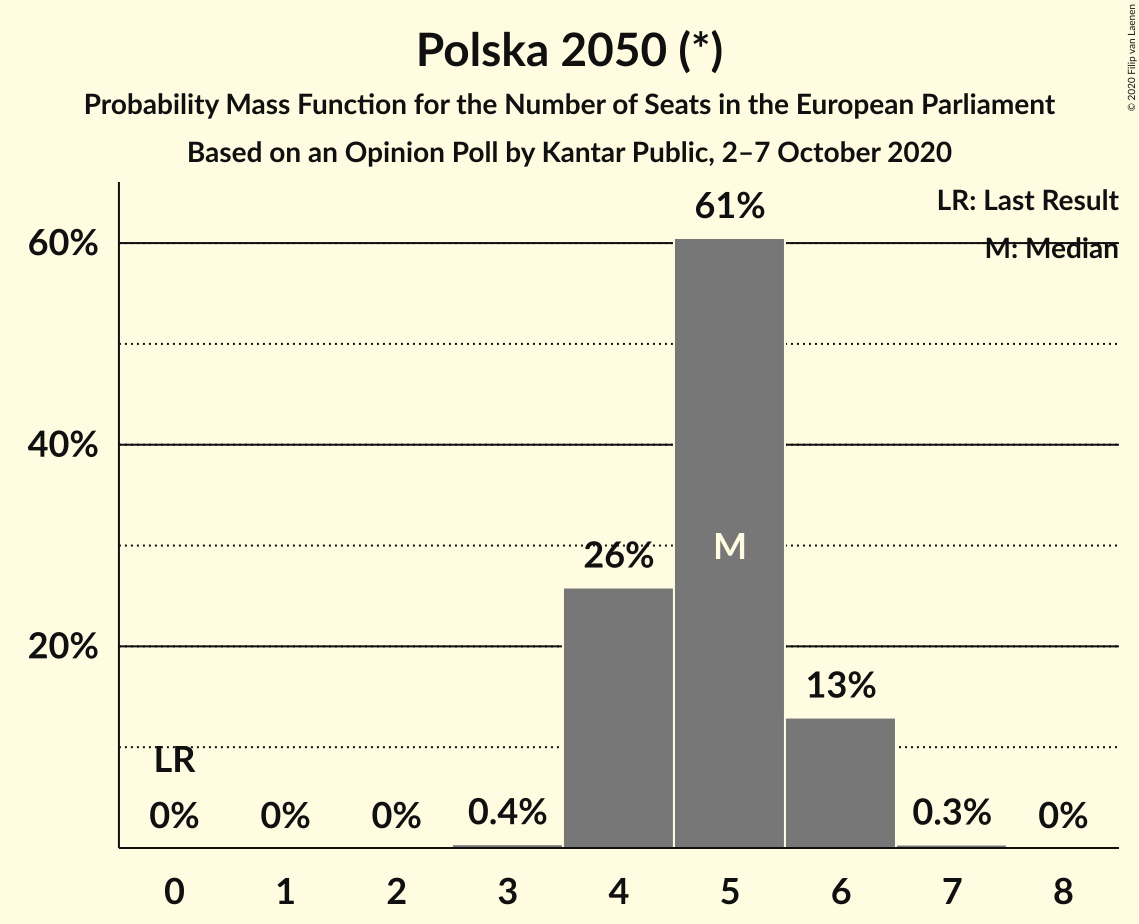 Polska 2050 (*)
Probability Mass Function for the Number of Seats in the European Parliament
Based on an Opinion Poll by Kantar Public, 2–7 October 2020
© 2020 Filip van Laenen
LR: Last Result
M: Median
60%
40%
20%
61%
M
26%
13%
LR
0%
0%
0%
0.4%
0.3%
0%
0 1 2 3 4 5 6 7 8